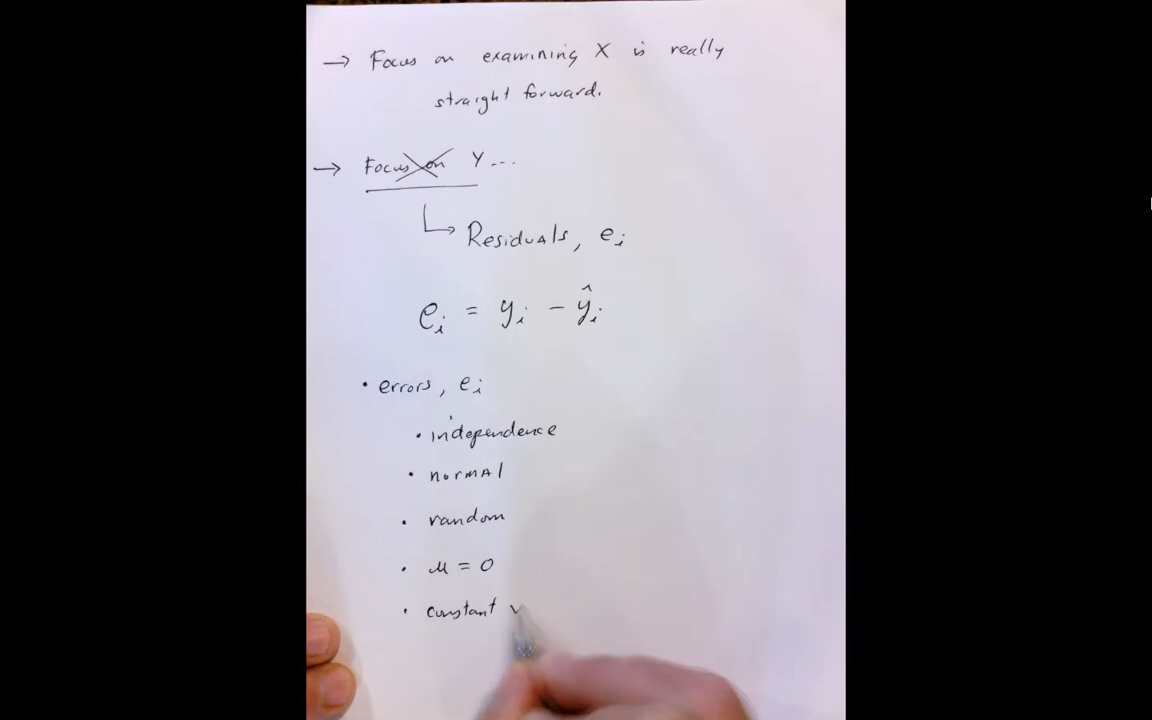 → Focus on examining X is really
straight forward.
→ Focus on Y...
↳ Residuals, eᵢ
eᵢ = yᵢ - ŷᵢ
• errors, eᵢ
• independence
• normal
• random
• μ = 0
• constant v